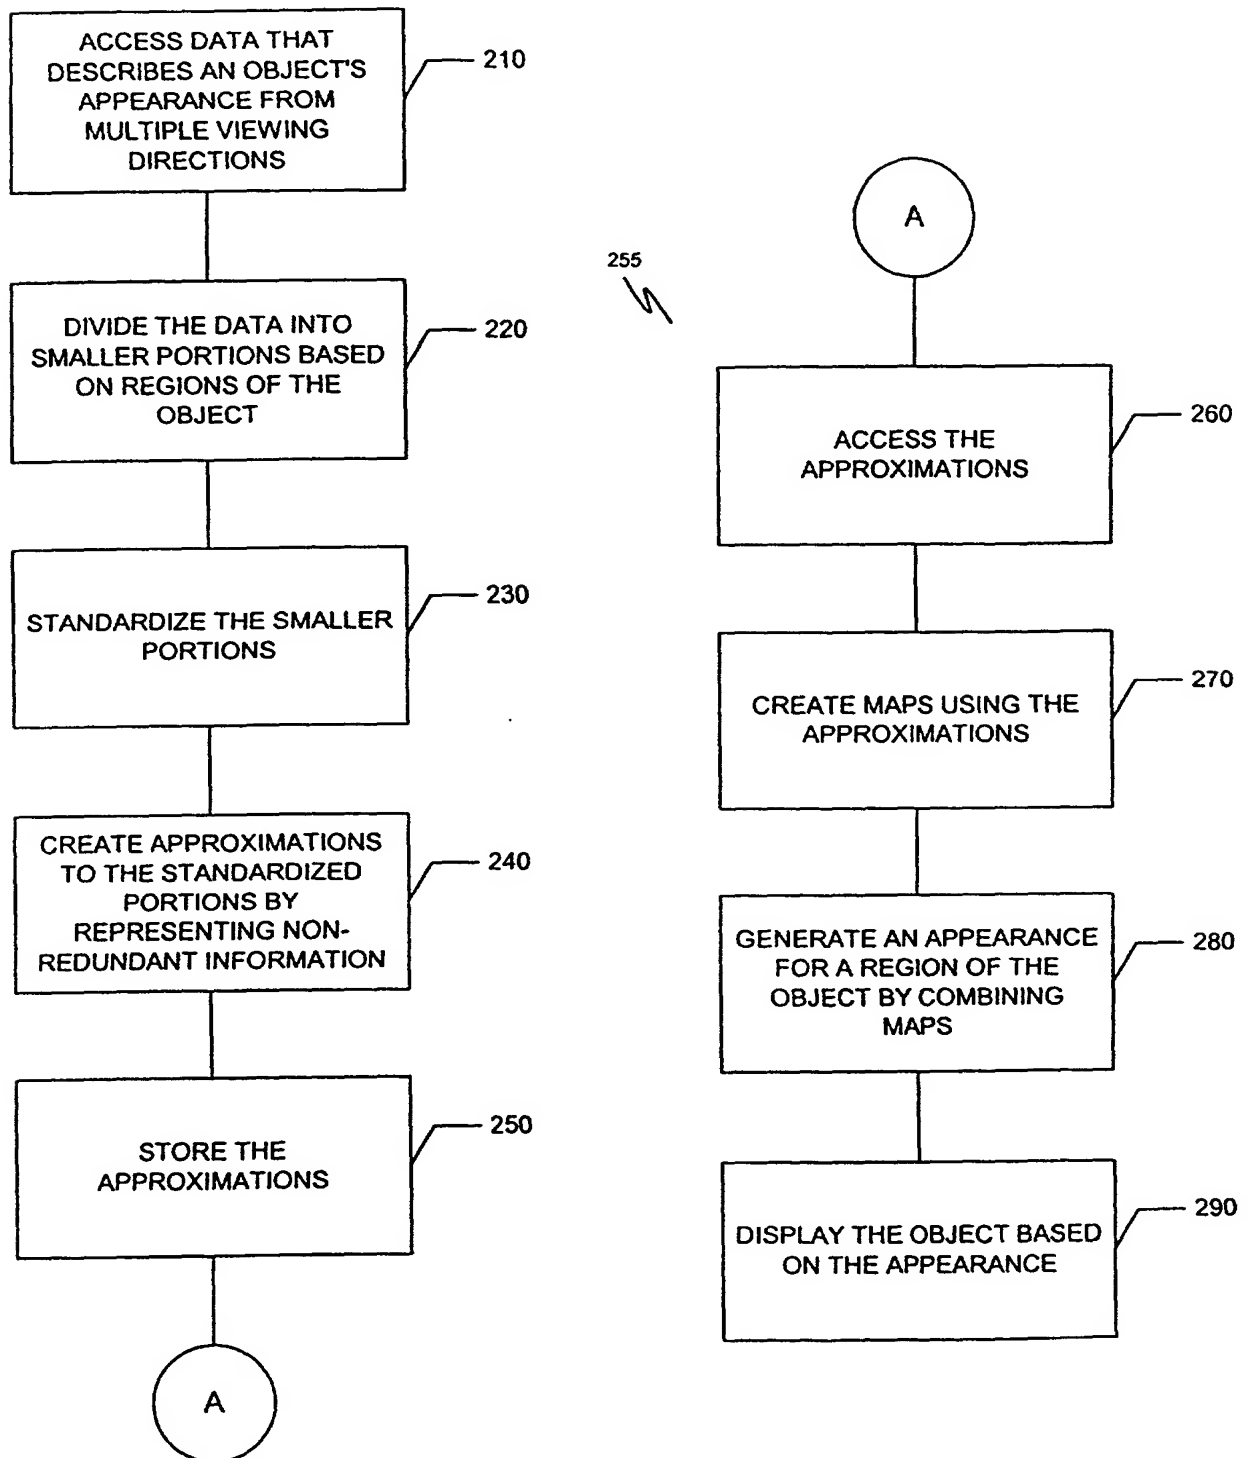 ACCESS DATA THAT
DESCRIBES AN OBJECT'S
APPEARANCE FROM
MULTIPLE VIEWING
DIRECTIONS
210
DIVIDE THE DATA INTO
SMALLER PORTIONS BASED
ON REGIONS OF THE
OBJECT
220
STANDARDIZE THE SMALLER
PORTIONS
230
CREATE APPROXIMATIONS
TO THE STANDARDIZED
PORTIONS BY
REPRESENTING NON-
REDUNDANT INFORMATION
240
STORE THE
APPROXIMATIONS
250
A
255
A
ACCESS THE
APPROXIMATIONS
260
CREATE MAPS USING THE
APPROXIMATIONS
270
GENERATE AN APPEARANCE
FOR A REGION OF THE
OBJECT BY COMBINING
MAPS
280
DISPLAY THE OBJECT BASED
ON THE APPEARANCE
290